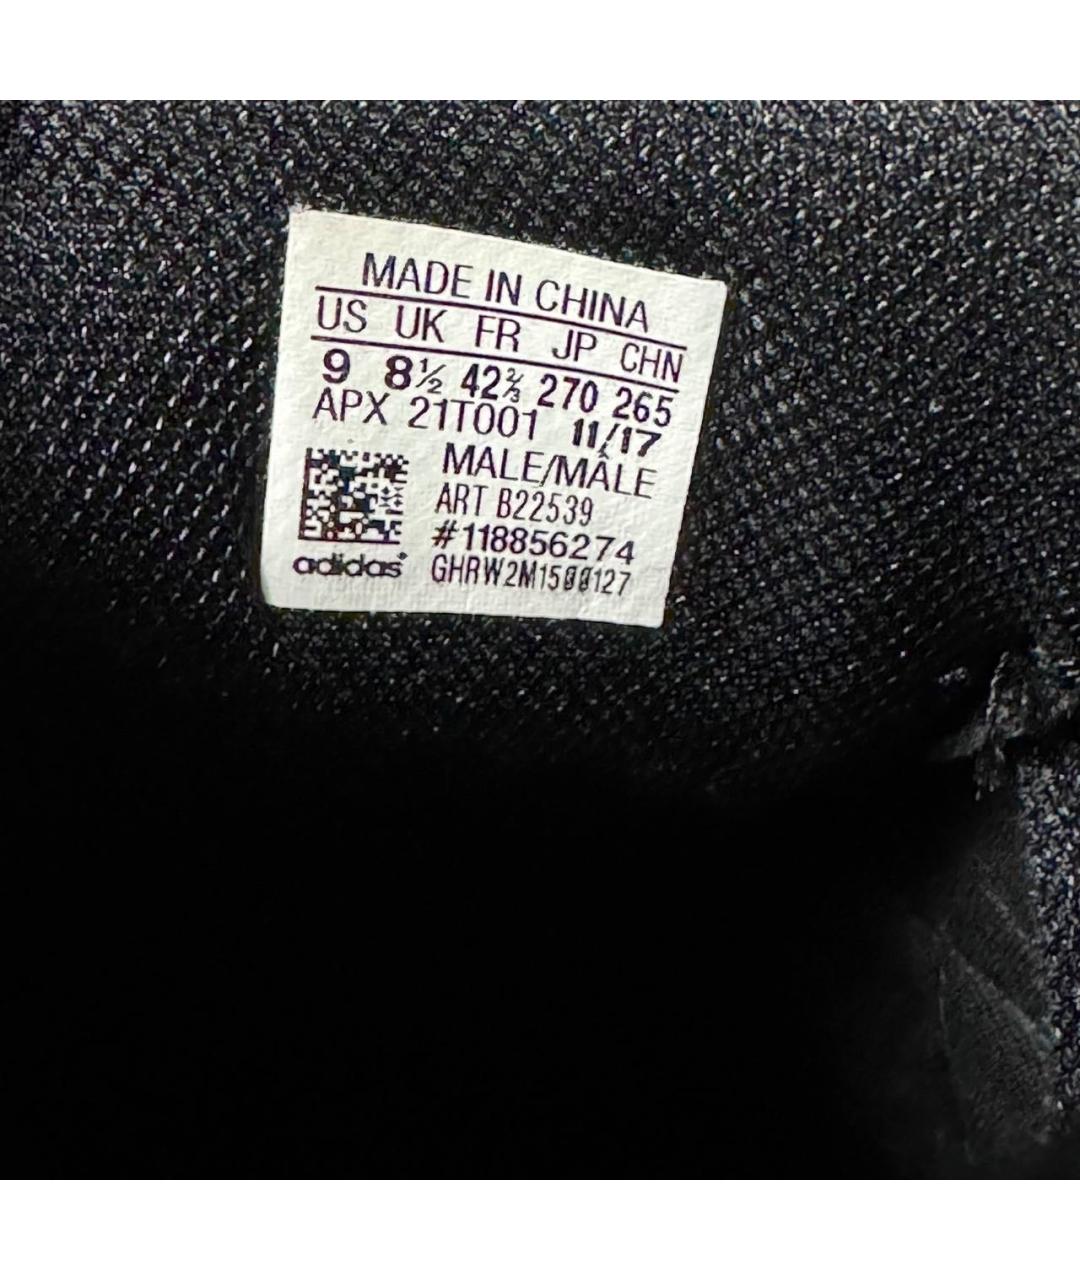 MADE IN CHINA
US UK FR JP CHN
9 8½ 42⅔ 270 265
APX 21T001 11/17
MALE/MÂLE
ART B22539
#118856274
adidas GHRW2M1500127